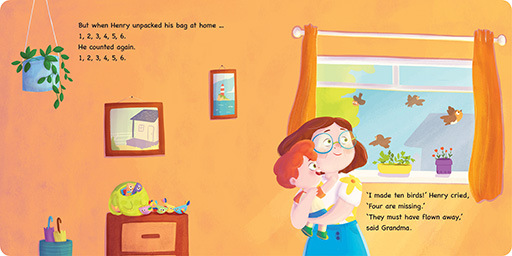 But when Henry unpacked his bag at home ...
1, 2, 3, 4, 5, 6.
He counted again.
1, 2, 3, 4, 5, 6.
'I made ten birds!' Henry cried,
'Four are missing.'
'They must have flown away,'
said Grandma.